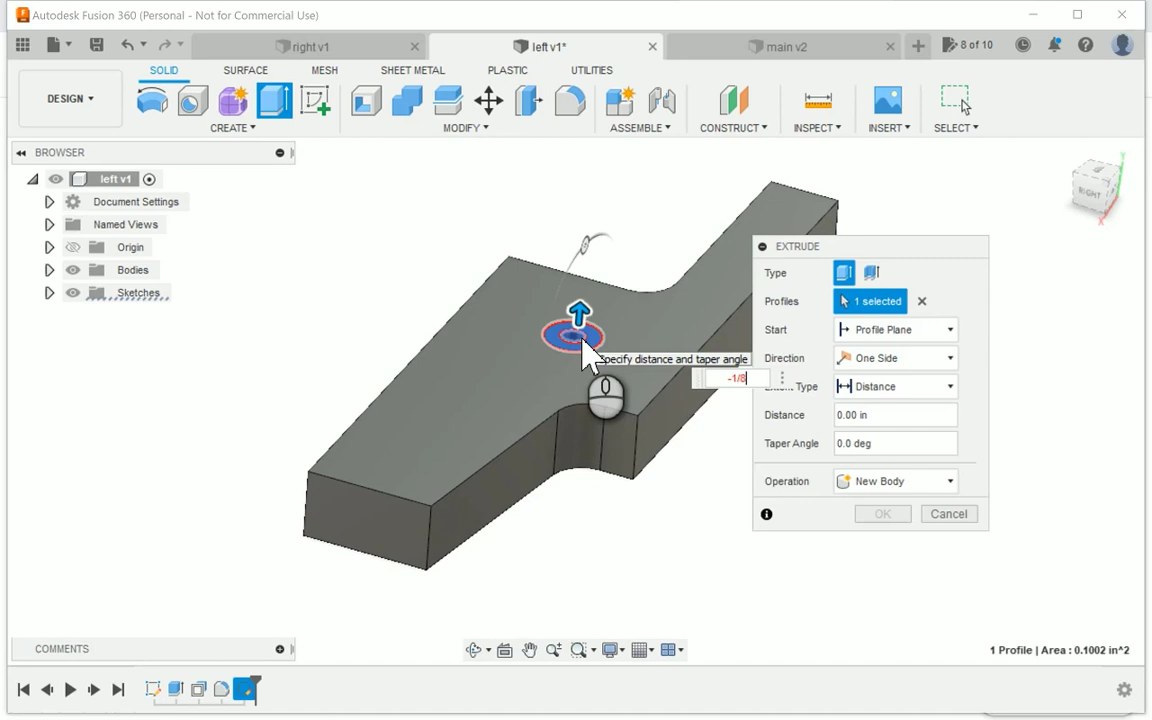 Autodesk Fusion 360 (Personal - Not for Commercial Use)
right v1
left v1*
main v2
8 of 10
DESIGN
SOLID
SURFACE
MESH
SHEET METAL
PLASTIC
UTILITIES
CREATE
MODIFY
ASSEMBLE
CONSTRUCT
INSPECT
INSERT
SELECT
BROWSER
left v1
Document Settings
Named Views
Origin
Bodies
Sketches
RIGHT
Y
X
EXTRUDE
Type
Profiles
1 selected
Start
Profile Plane
Direction
One Side
Type
Distance
Distance
0.00 in
Taper Angle
0.0 deg
Operation
New Body
OK
Cancel
Specify distance and taper angle
-1/8
COMMENTS
1 Profile | Area : 0.1002 in^2